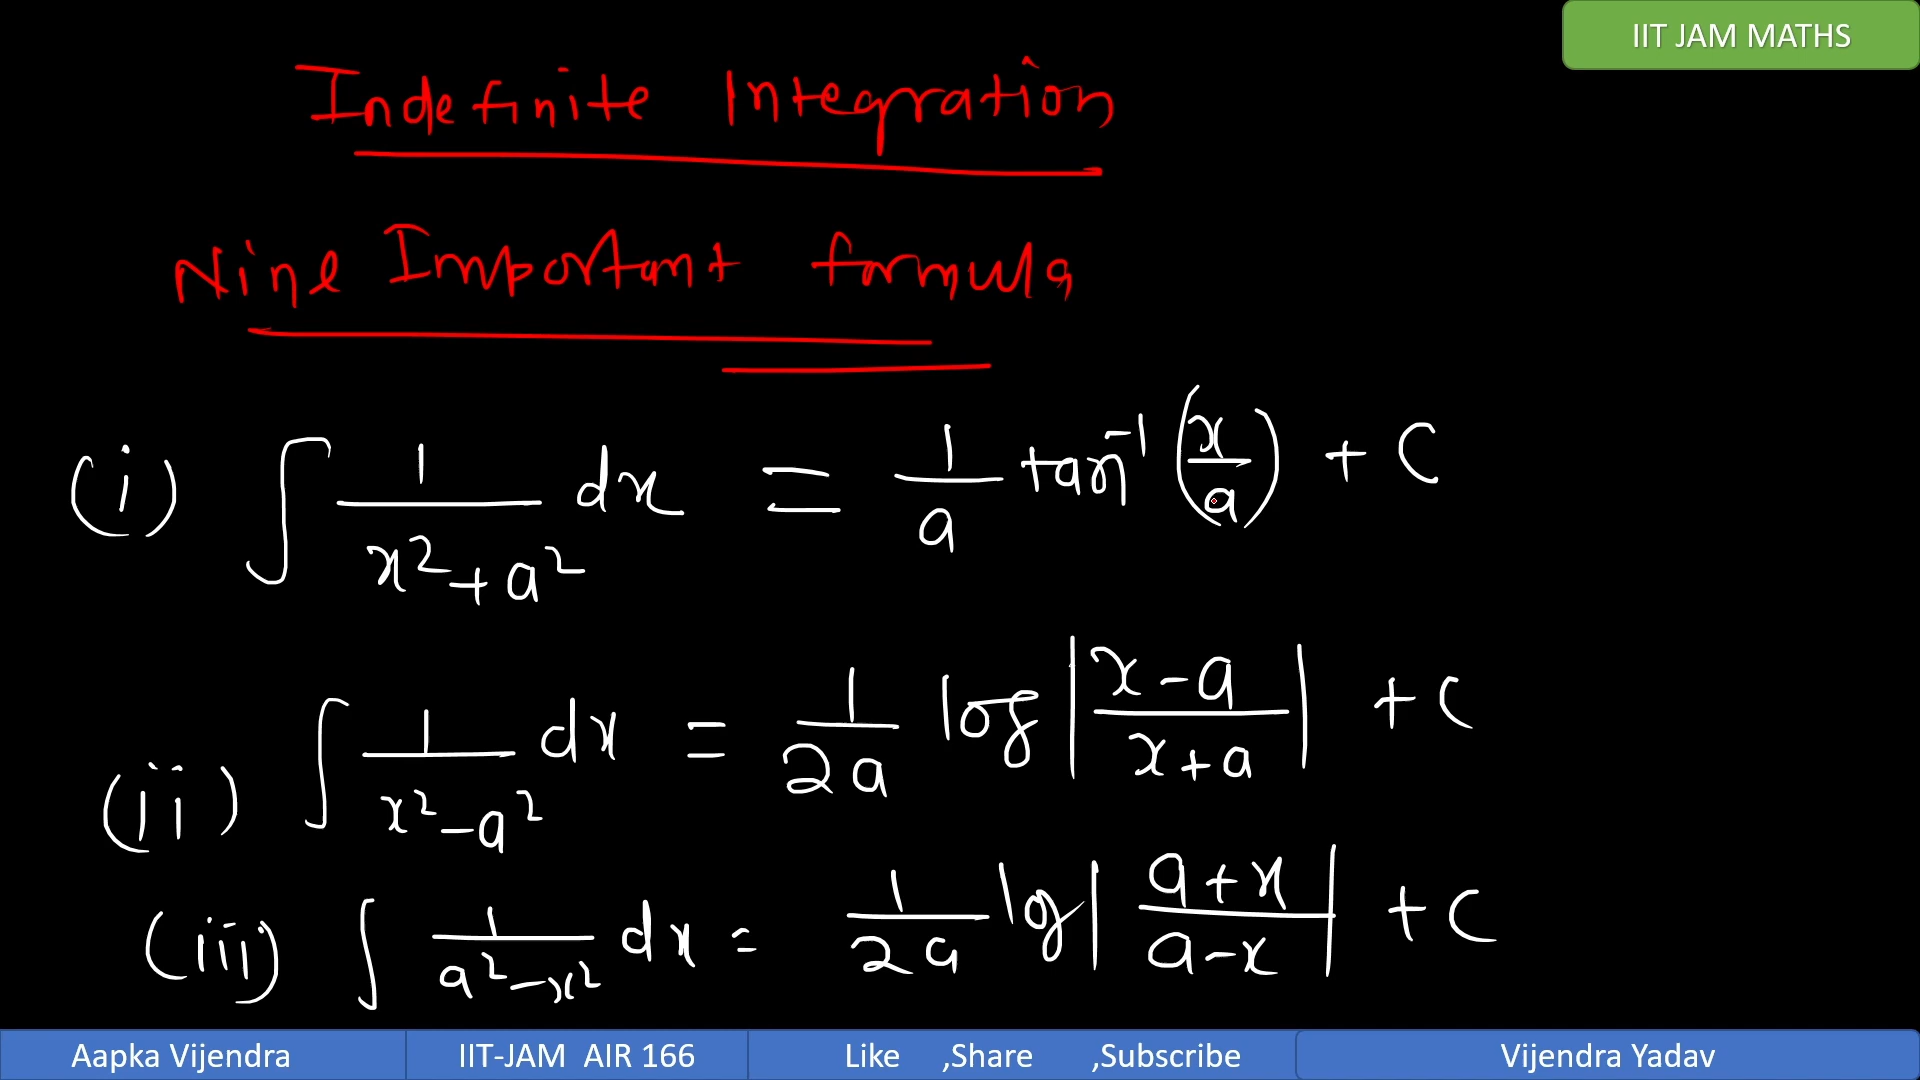 IIT JAM MATHS
Indefinite Integration
Nine Important formula
(i) ∫ 1/(x²+a²) dx = 1/a tan⁻¹(x/a) + C
(ii) ∫ 1/(x²-a²) dx = 1/2a log|(x-a)/(x+a)| + C
(iii) ∫ 1/(a²-x²) dx = 1/2a log|(a+x)/(a-x)| + C
Aapka Vijendra IIT-JAM AIR 166 Like ,Share ,Subscribe Vijendra Yadav